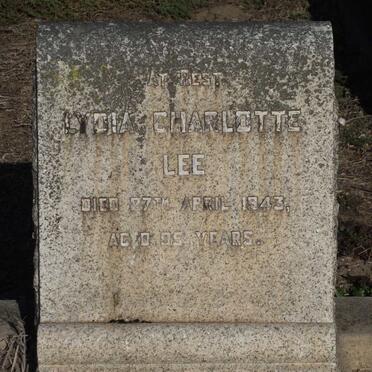 AT REST
LYDIA CHARLOTTE
LEE
DIED 27TH APRIL 1943,
AGED YEARS.